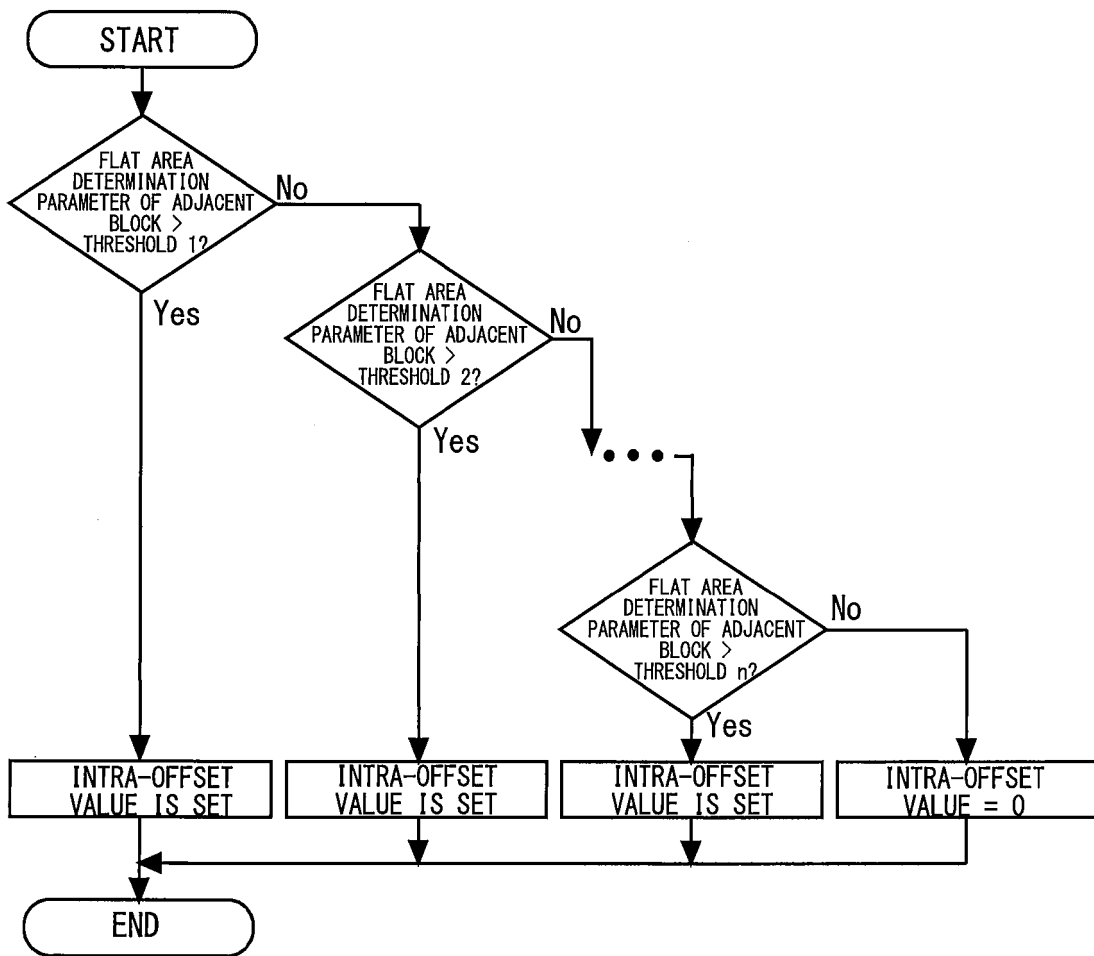 START
FLAT AREA
DETERMINATION
PARAMETER OF ADJACENT
BLOCK >
THRESHOLD 1?
No
Yes
FLAT AREA
DETERMINATION
PARAMETER OF ADJACENT
BLOCK >
THRESHOLD 2?
No
Yes
•••
FLAT AREA
DETERMINATION
PARAMETER OF ADJACENT
BLOCK >
THRESHOLD n?
No
Yes
INTRA-OFFSET
VALUE IS SET
INTRA-OFFSET
VALUE IS SET
INTRA-OFFSET
VALUE IS SET
INTRA-OFFSET
VALUE = 0
END